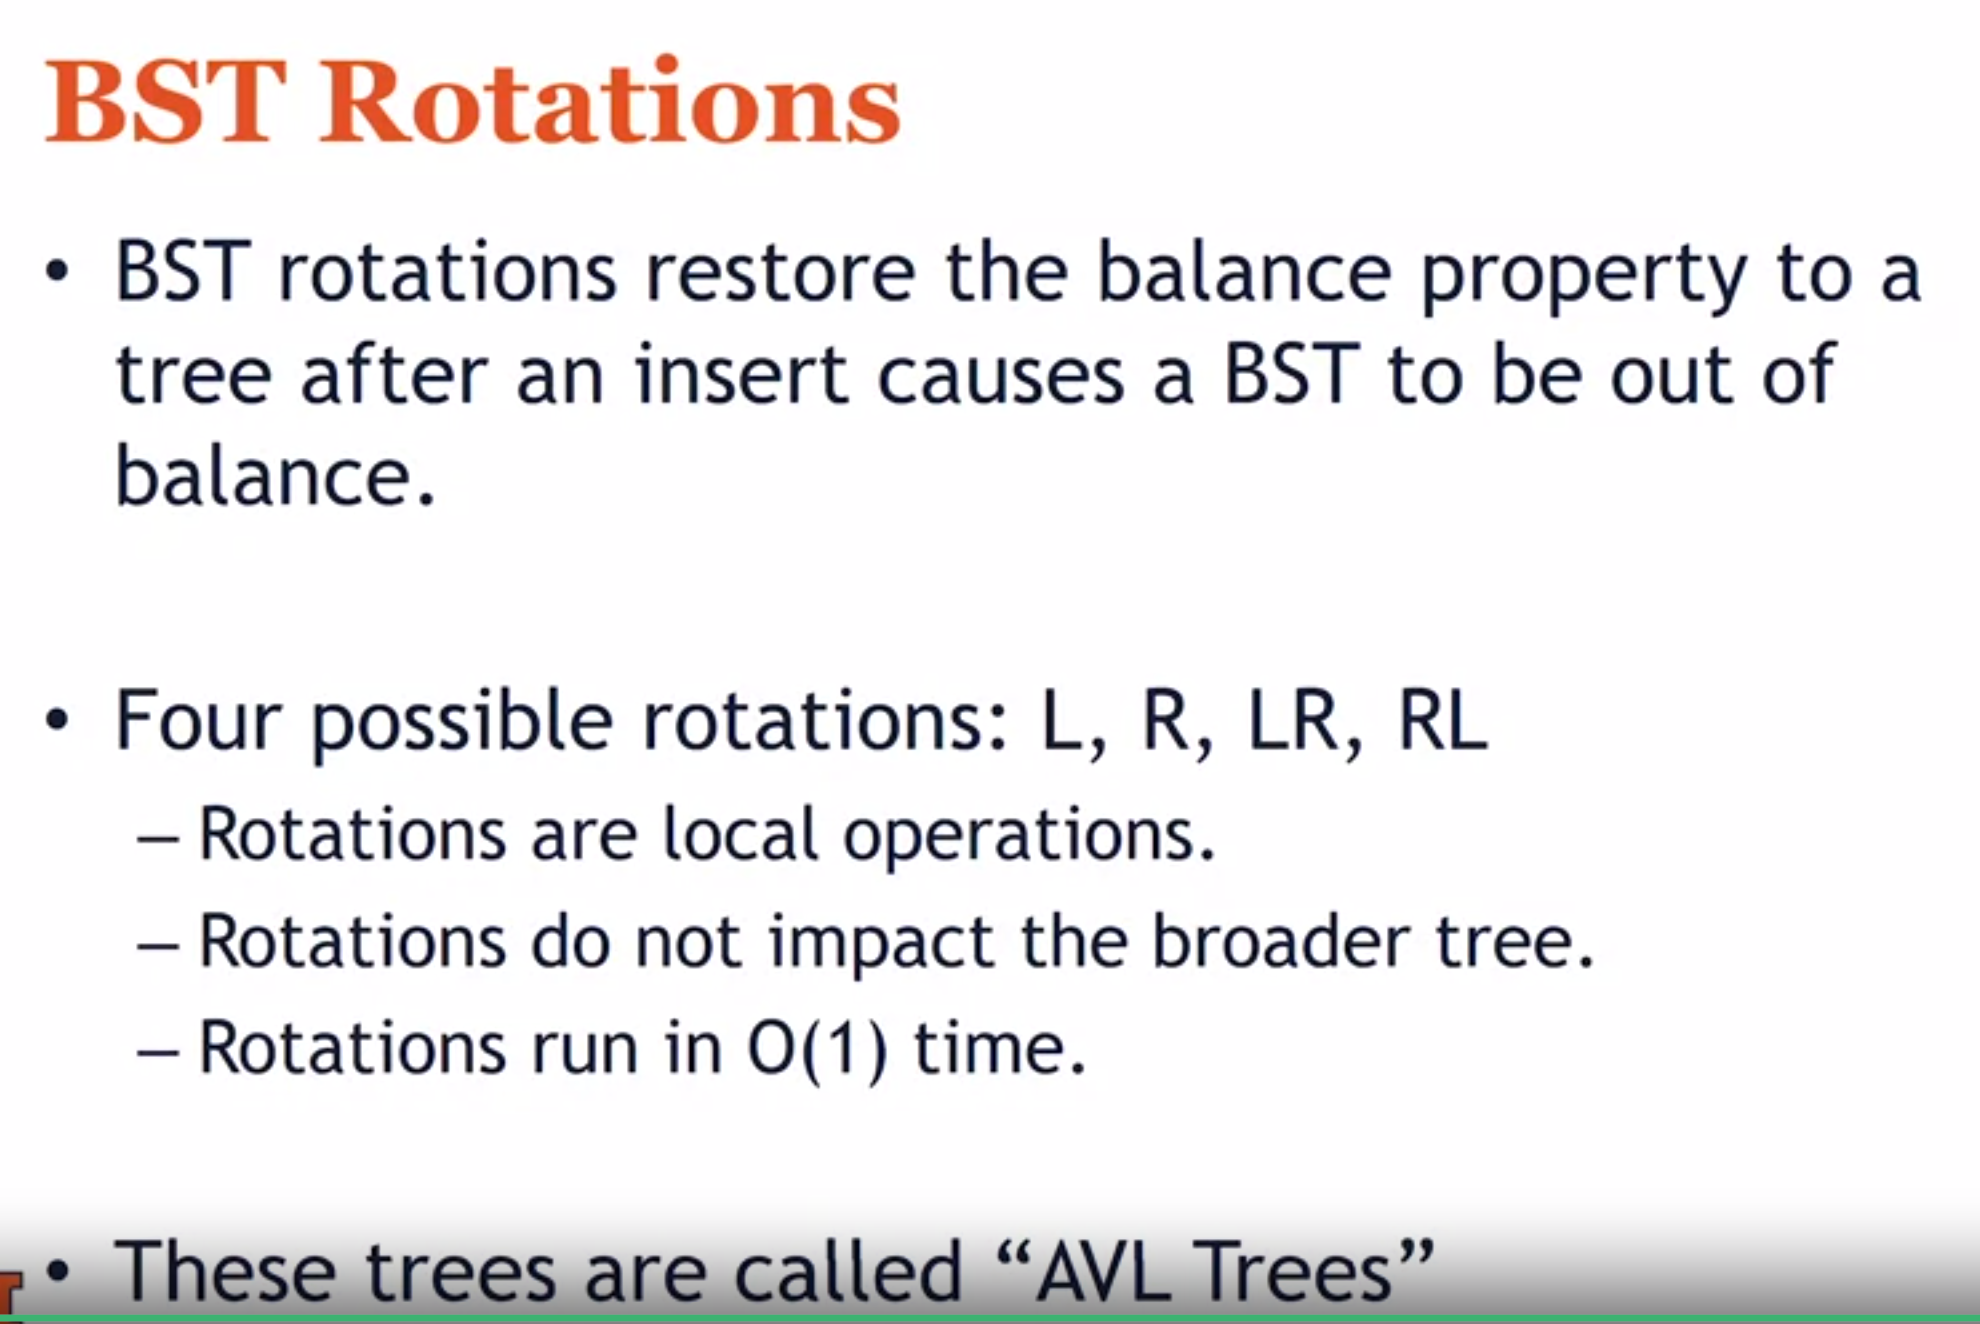 BST Rotations
• BST rotations restore the balance property to a
tree after an insert causes a BST to be out of
balance.
• Four possible rotations: L, R, LR, RL
– Rotations are local operations.
– Rotations do not impact the broader tree.
– Rotations run in O(1) time.
• These trees are called “AVL Trees”